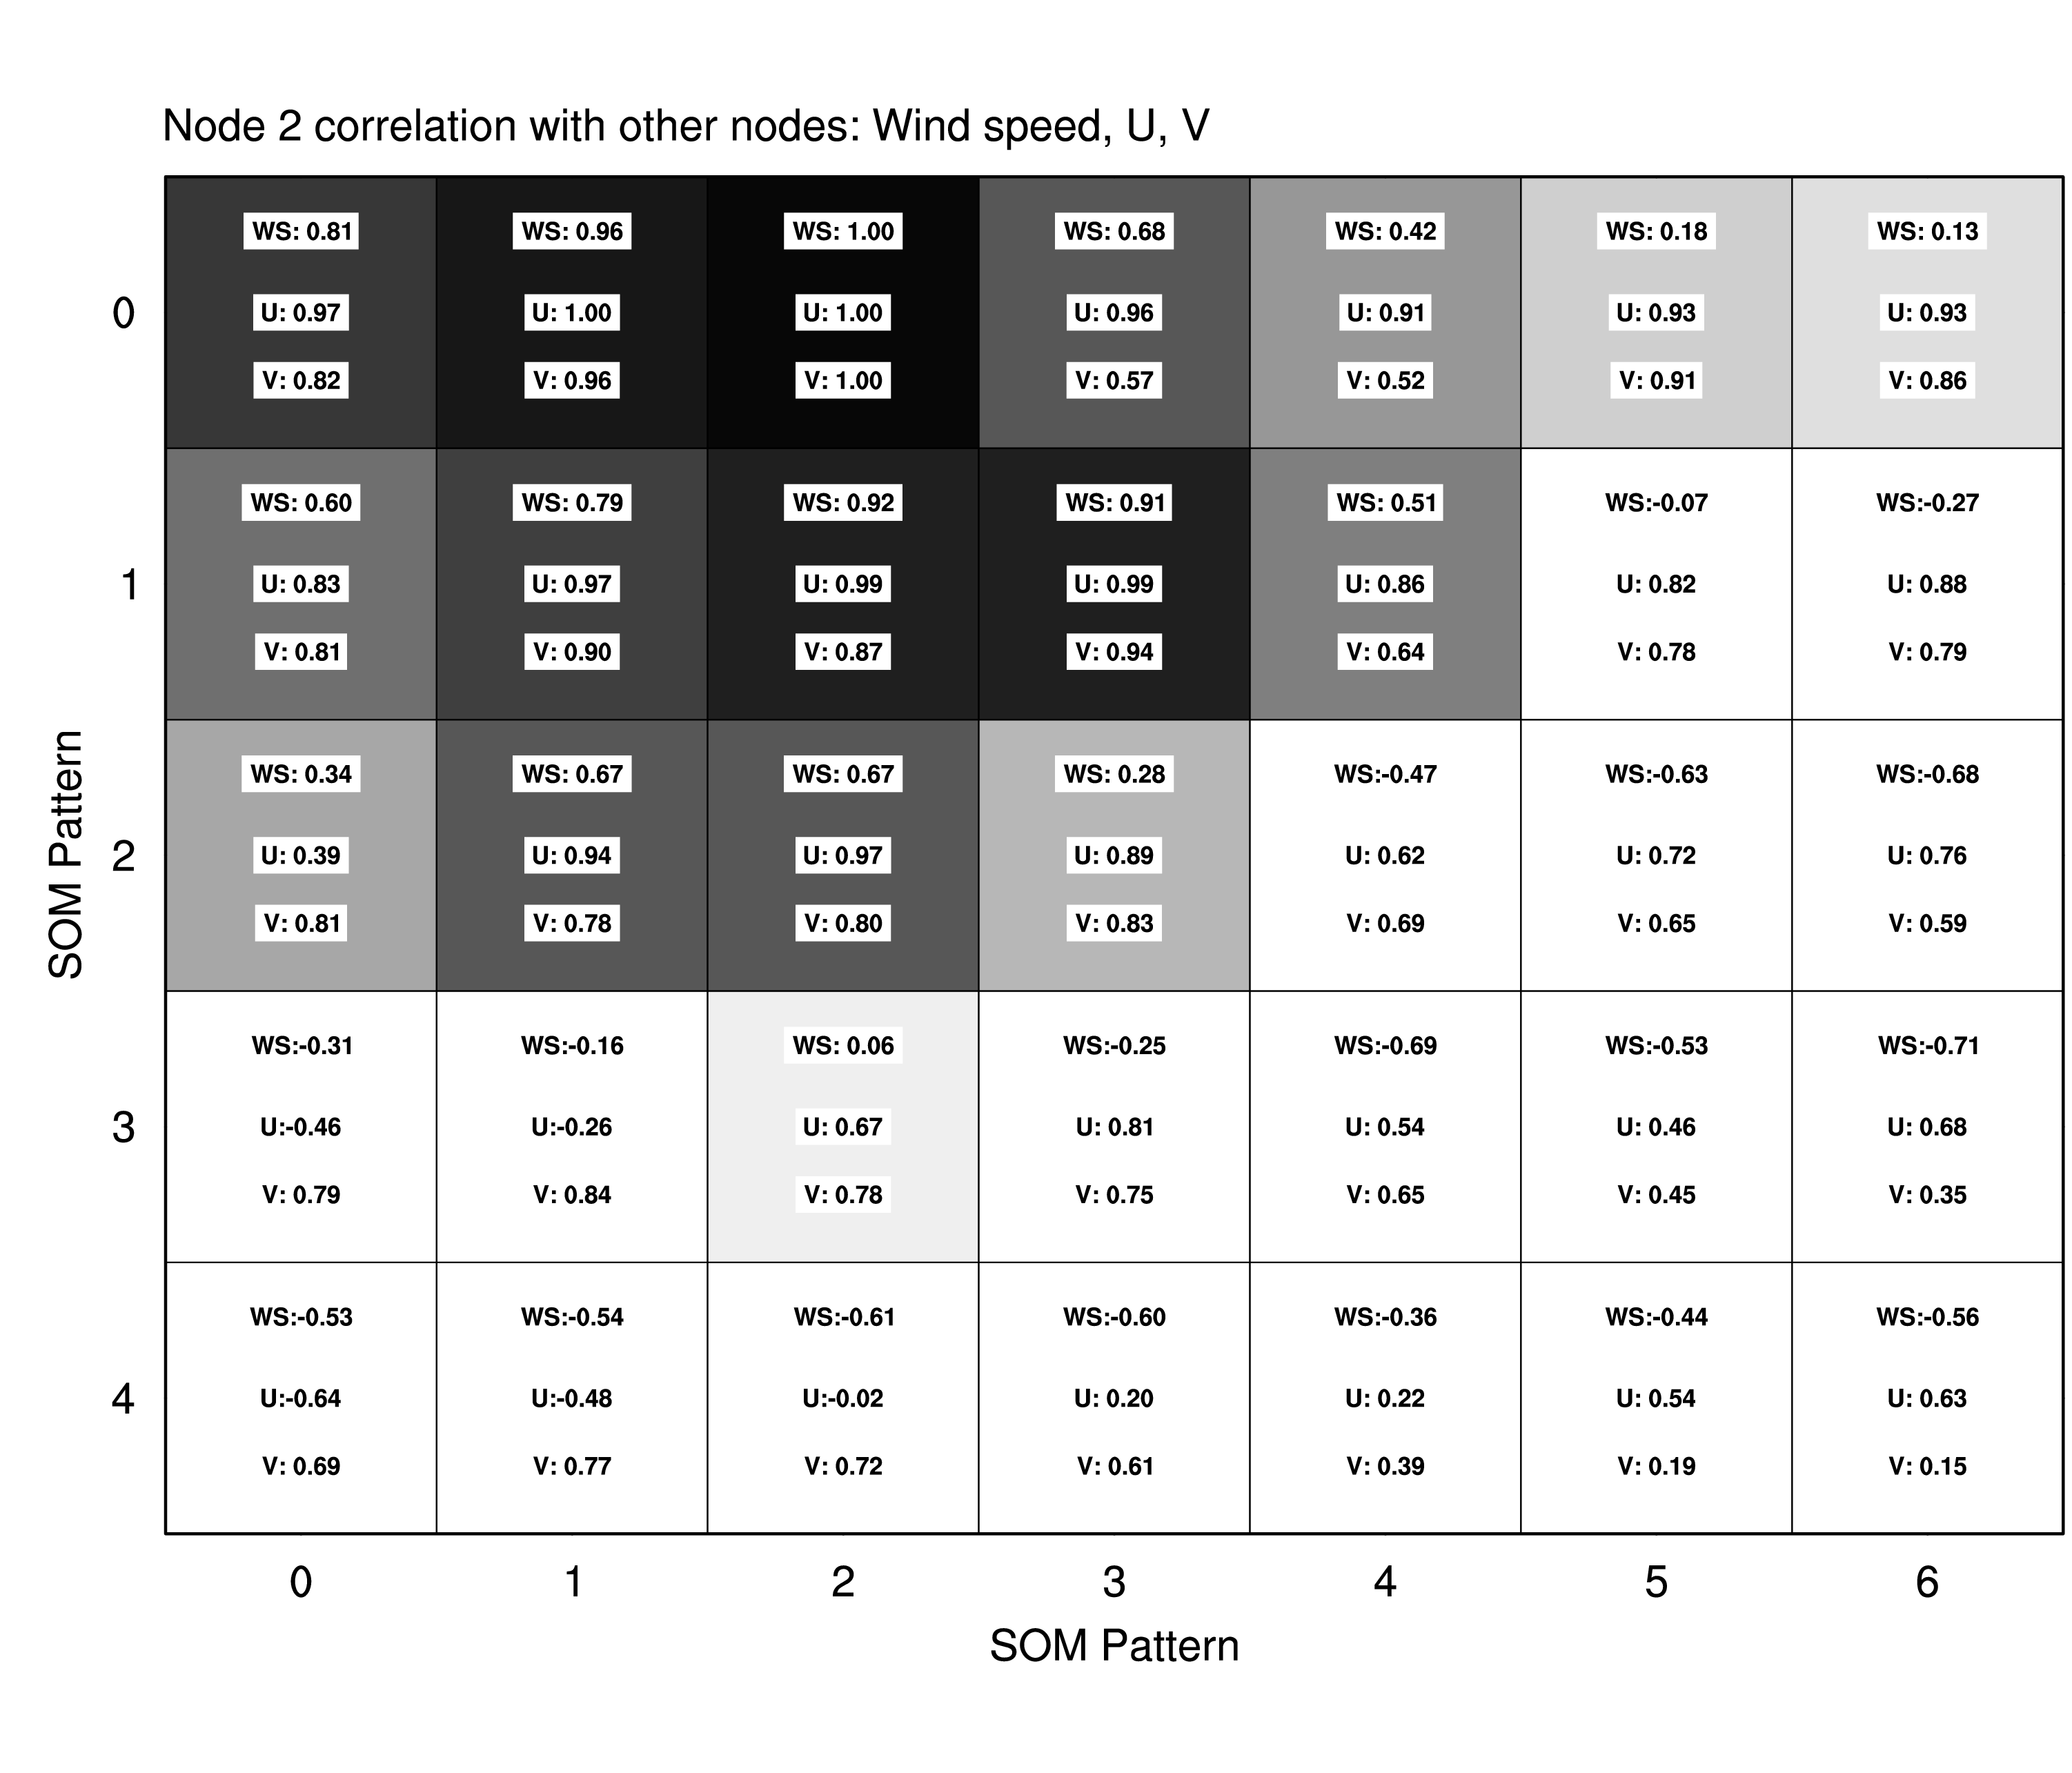 Node 2 correlation with other nodes: Wind speed, U, V
WS: 0.81 WS: 0.96 WS: 1.00 WS: 0.68 WS: 0.42 WS: 0.18 WS: 0.13
0 U: 0.97 U: 1.00 U: 1.00 U: 0.96 U: 0.91 U: 0.93 U: 0.93
V: 0.82 V: 0.96 V: 1.00 V: 0.57 V: 0.52 V: 0.91 V: 0.86
WS: 0.60 WS: 0.79 WS: 0.92 WS: 0.91 WS: 0.51 WS:-0.07 WS:-0.27
1 U: 0.83 U: 0.97 U: 0.99 U: 0.99 U: 0.86 U: 0.82 U: 0.88
V: 0.81 V: 0.90 V: 0.87 V: 0.94 V: 0.64 V: 0.78 V: 0.79
WS: 0.34 WS: 0.67 WS: 0.67 WS: 0.28 WS:-0.47 WS:-0.63 WS:-0.68
2 U: 0.39 U: 0.94 U: 0.97 U: 0.89 U: 0.62 U: 0.72 U: 0.76
V: 0.81 V: 0.78 V: 0.80 V: 0.83 V: 0.69 V: 0.65 V: 0.59
SOM Pattern
WS:-0.31 WS:-0.16 WS: 0.06 WS:-0.25 WS:-0.69 WS:-0.53 WS:-0.71
3 U:-0.46 U:-0.26 U: 0.67 U: 0.81 U: 0.54 U: 0.46 U: 0.68
V: 0.79 V: 0.84 V: 0.78 V: 0.75 V: 0.65 V: 0.45 V: 0.35
WS:-0.53 WS:-0.54 WS:-0.61 WS:-0.60 WS:-0.36 WS:-0.44 WS:-0.56
4 U:-0.64 U:-0.48 U:-0.02 U: 0.20 U: 0.22 U: 0.54 U: 0.63
V: 0.69 V: 0.77 V: 0.72 V: 0.61 V: 0.39 V: 0.19 V: 0.15
0 1 2 3 4 5 6
SOM Pattern